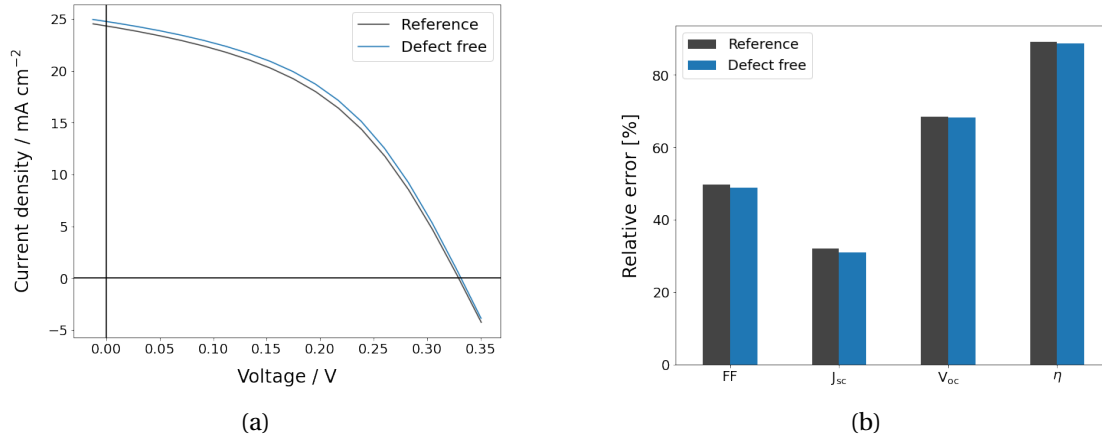 Reference
Defect free
25
20
15
10
5
0
−5
0.00 0.05 0.10 0.15 0.20 0.25 0.30 0.35
Current density / mA cm⁻²
Voltage / V
(a)
Reference
Defect free
80
60
40
20
0
FF Jsc Voc η
Relative error [%]
(b)